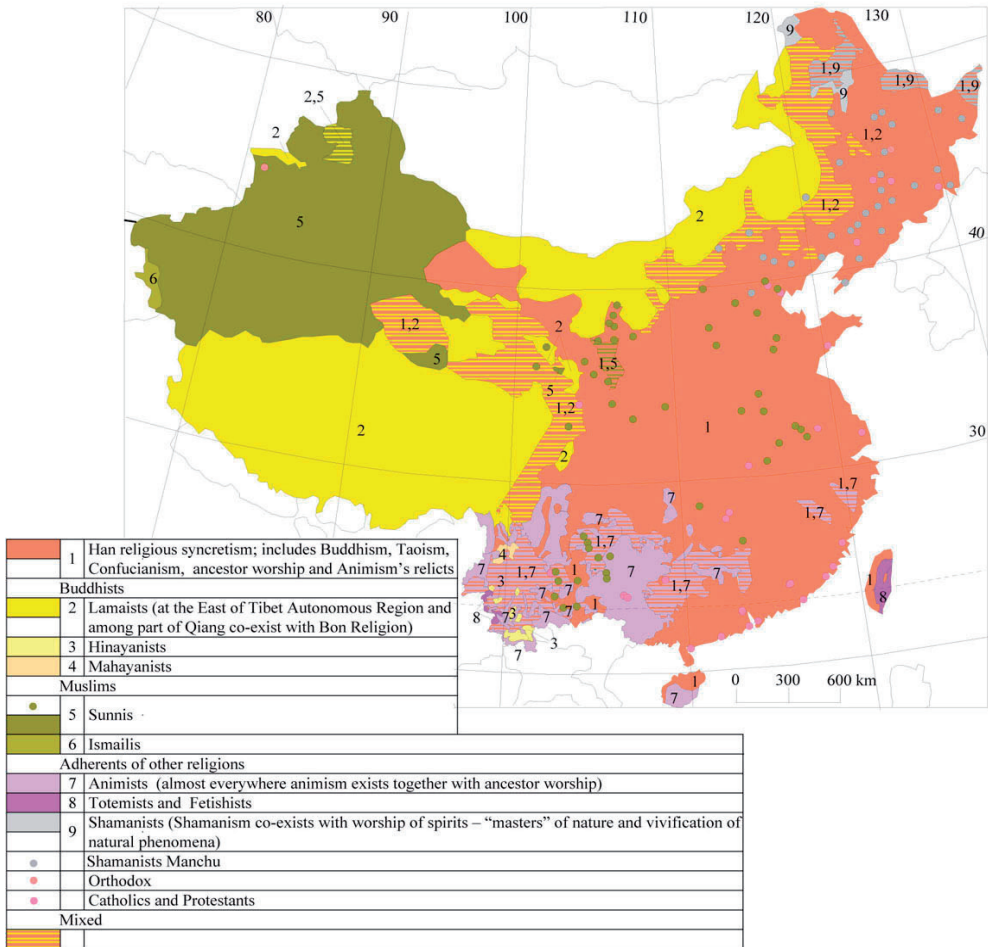 80 90 100 110 120 130
9
1,9 1,9
9 1,9
2,5
2
1,2
5
2 1,2
40
6
2
1,2
5 1,5
5
1,2
1
2 2
30
7 1,7
1,7
7
1,7
4
7 1,7 1 7 1,7 7
3 7
1
8 7 3 7 1
8
3
7
1
7
0 300 600 km
1 Han religious syncretism; includes Buddhism, Taoism,
Confucianism, ancestor worship and Animism's relicts
Buddhists
2 Lamaists (at the East of Tibet Autonomous Region and
among part of Qiang co-exist with Bon Religion)
3 Hinayanists
4 Mahayanists
Muslims
5 Sunnis
6 Ismailis
Adherents of other religions
7 Animists (almost everywhere animism exists together with ancestor worship)
8 Totemists and Fetishists
9 Shamanists (Shamanism co-exists with worship of spirits – “masters” of nature and vivification of
natural phenomena)
Shamanists Manchu
Orthodox
Catholics and Protestants
Mixed